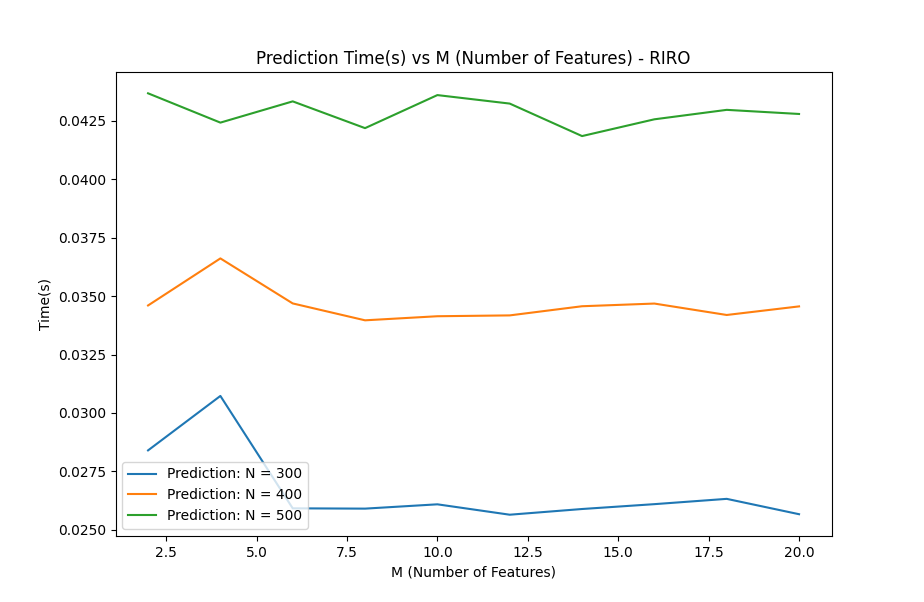 Prediction Time(s) vs M (Number of Features) - RIRO
Time(s)
0.0425
0.0400
0.0375
0.0350
0.0325
0.0300
0.0275
0.0250
Prediction: N = 300
Prediction: N = 400
Prediction: N = 500
2.5 5.0 7.5 10.0 12.5 15.0 17.5 20.0
M (Number of Features)